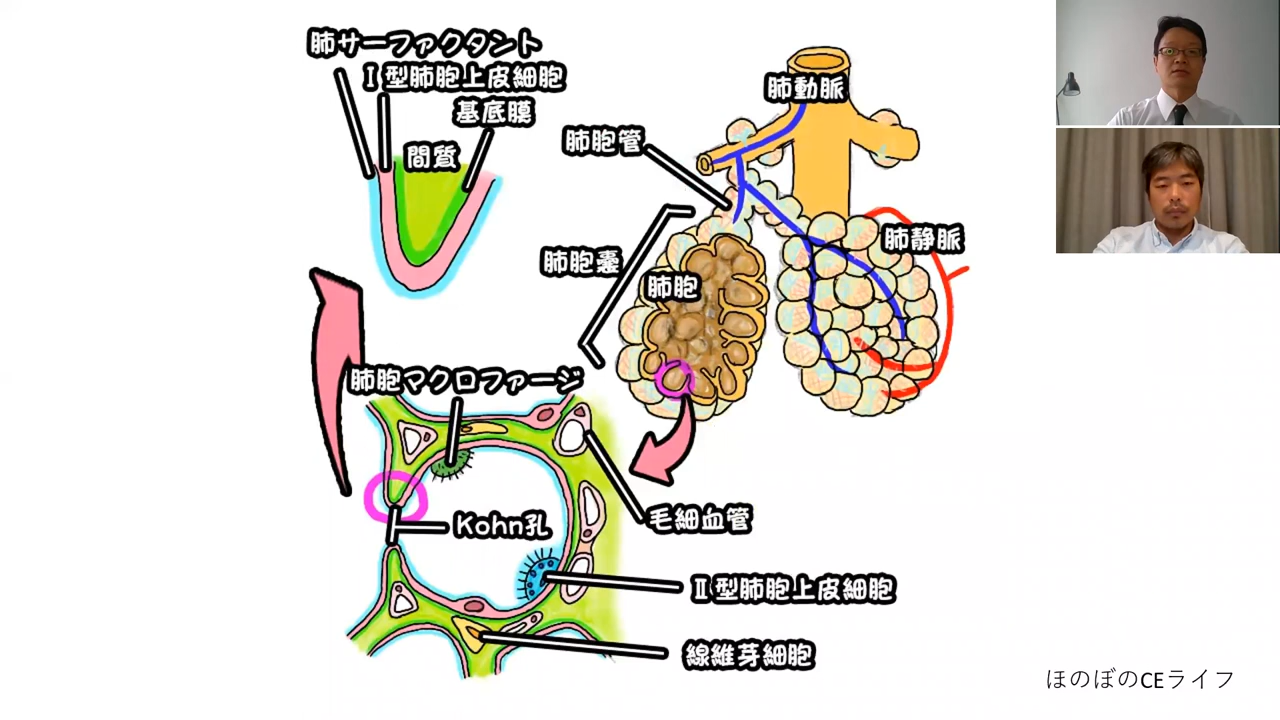 肺サーファクタント
Ⅰ型肺胞上皮細胞
基底膜
間質
肺動脈
肺胞管
肺静脈
肺胞嚢
肺胞
肺胞マクロファージ
毛細血管
Kohn孔
Ⅱ型肺胞上皮細胞
線維芽細胞
ほのぼのCEライフ